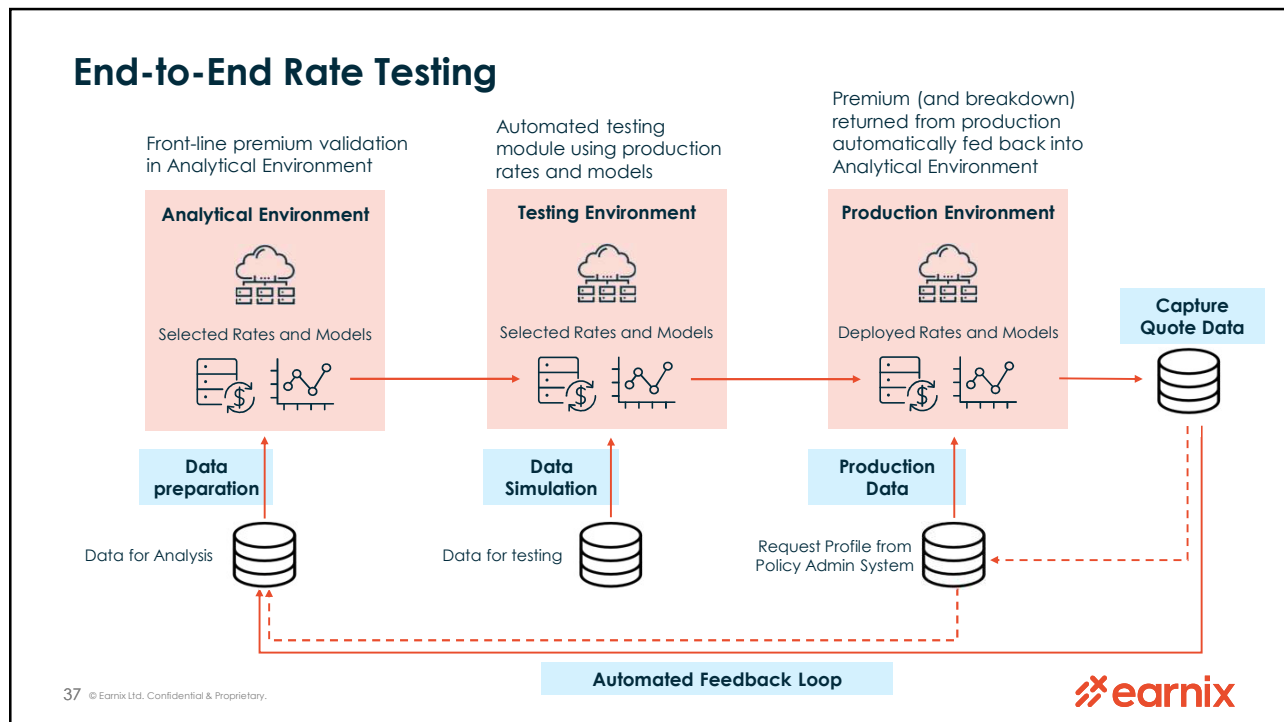 End-to-End Rate Testing
Front-line premium validation
in Analytical Environment
Automated testing
module using production
rates and models
Premium (and breakdown)
returned from production
automatically fed back into
Analytical Environment
Analytical Environment
Selected Rates and Models
$
Testing Environment
Selected Rates and Models
$
Production Environment
Deployed Rates and Models
$
Capture
Quote Data
Data
preparation
Data
Simulation
Production
Data
Data for Analysis
Data for testing
Request Profile from
Policy Admin System
Automated Feedback Loop
37 © Earnix Ltd. Confidential & Proprietary.
earnix